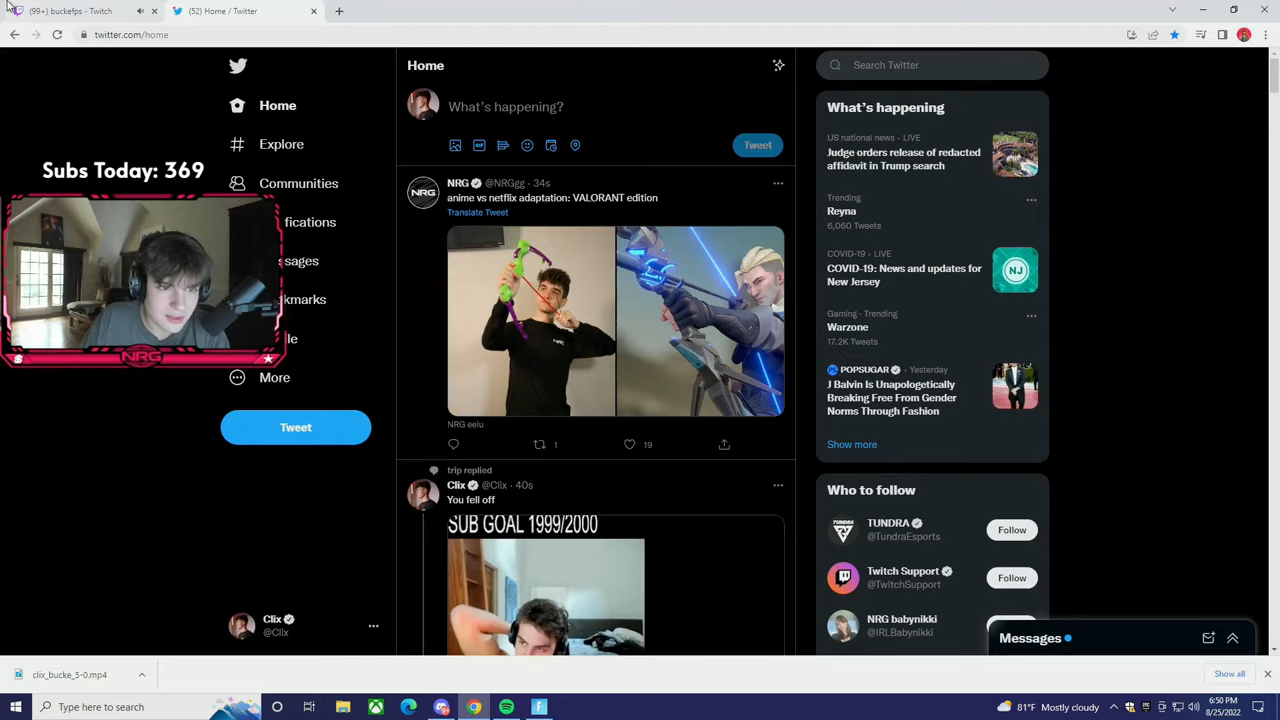 (99+) buckefps - Twitch
(52) Home / Twitter
twitter.com/home
Home
Search Twitter
What's happening?
Tweet
Home
Explore
Communities
fications
ssages
kmarks
le
More
Tweet
Subs Today: 369
NRG
NRG @NRGgg · 34s
anime vs netflix adaptation: VALORANT edition
Translate Tweet
NRG
NRG eeiu
1
19
trip replied
Clix @Clix · 40s
You fell off
SUB GOAL 1999/2000
What's happening
US national news · LIVE
Judge orders release of redacted
affidavit in Trump search
Trending
Reyna
6,060 Tweets
COVID-19 · LIVE
COVID-19: News and updates for
New Jersey
NJ
Gaming · Trending
Warzone
17.2K Tweets
POPSUGAR · Yesterday
J Balvin Is Unapologetically
Breaking Free From Gender
Norms Through Fashion
Show more
Who to follow
TUNDRA
@TundraEsports
Follow
Twitch Support
@TwitchSupport
Follow
NRG babynikki
@IRLBabynikki
Messages
Clix
@Clix
clix_bucke_5-0.mp4
Show all
Type here to search
81°F Mostly cloudy
6:50 PM
8/25/2022